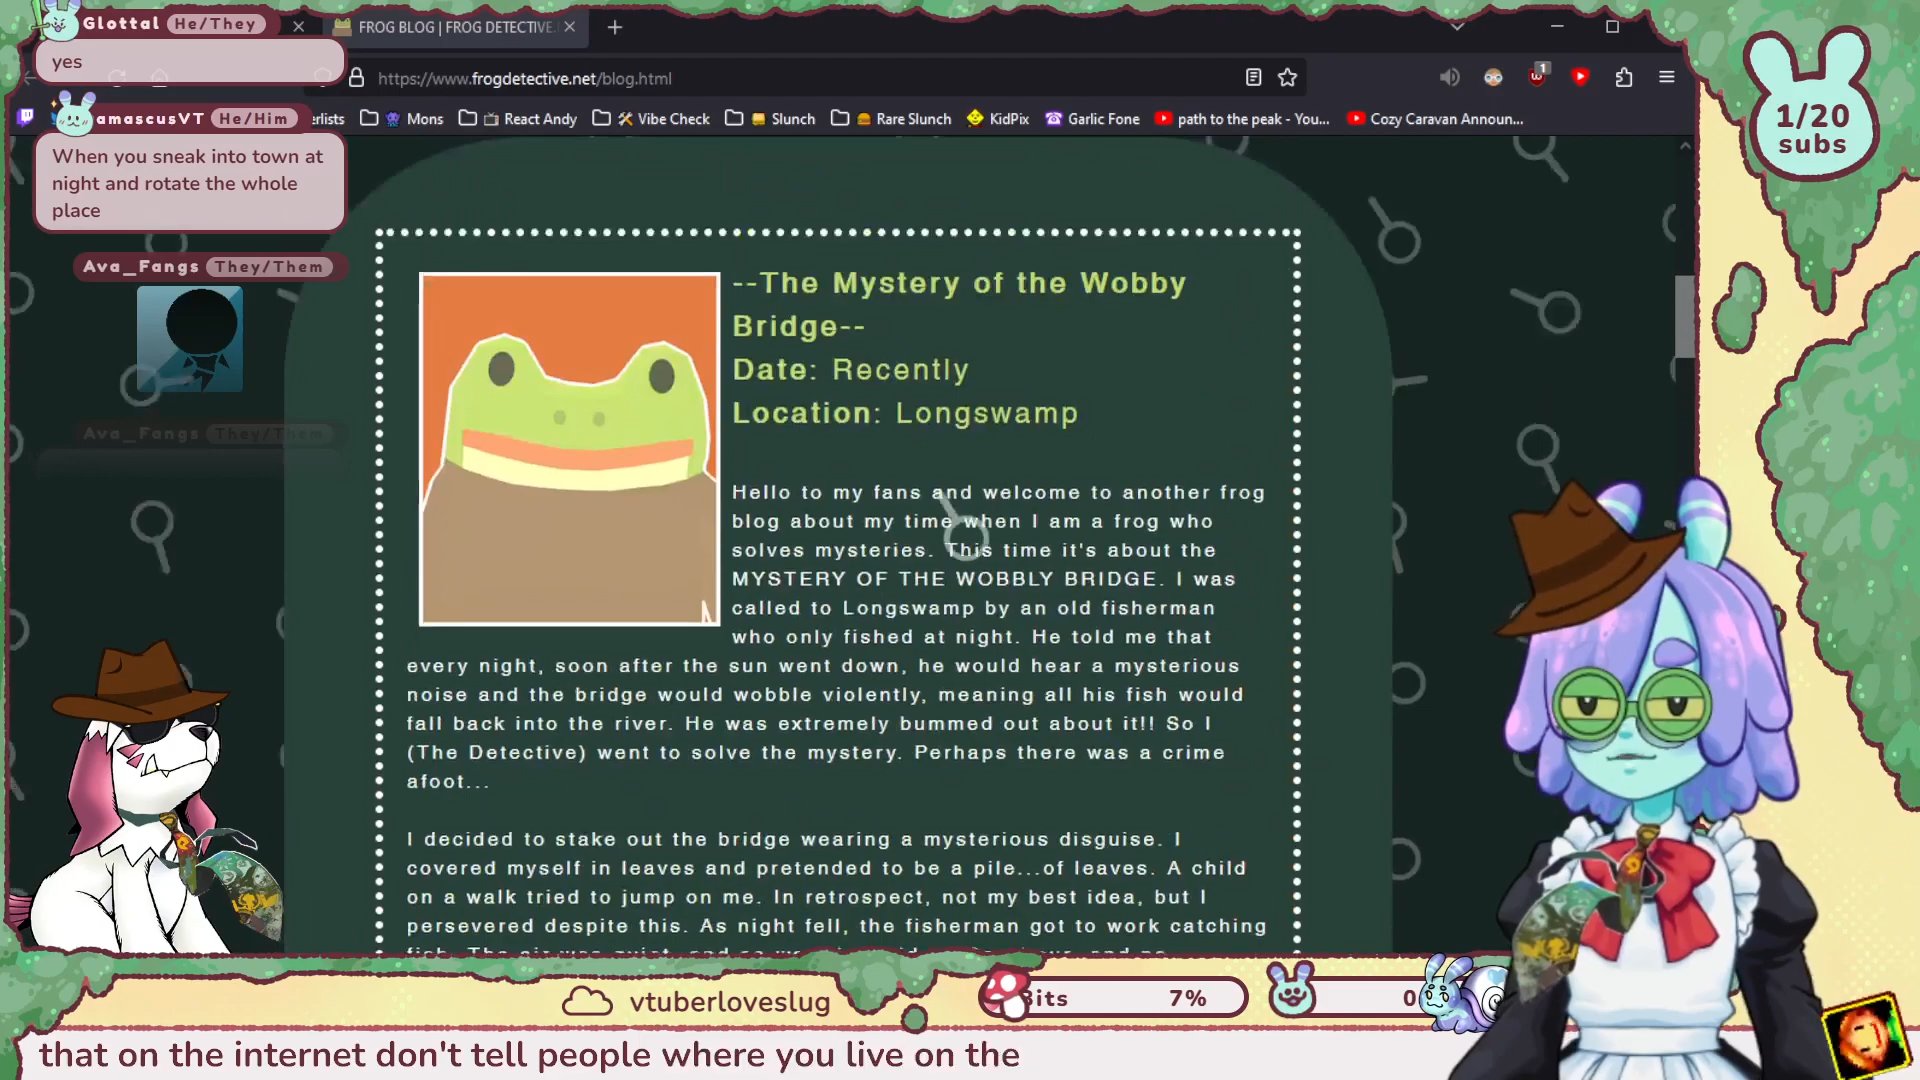 Glottal He/They
yes
amascusVT He/Him
When you sneak into town at
night and rotate the whole
place
Ava_Fangs They/Them
Ava_Fangs They/Them
FROG BLOG | FROG DETECTIVE
https://www.frogdetective.net/blog.html
1
erlists Mons React Andy Vibe Check Slunch Rare Slunch KidPix Garlic Fone path to the peak - You... Cozy Caravan Announ...
1/20
subs
--The Mystery of the Wobby
Bridge--
Date: Recently
Location: Longswamp
Hello to my fans and welcome to another frog
blog about my time when I am a frog who
solves mysteries. This time it's about the
MYSTERY OF THE WOBBLY BRIDGE. I was
called to Longswamp by an old fisherman
who only fished at night. He told me that
every night, soon after the sun went down, he would hear a mysterious
noise and the bridge would wobble violently, meaning all his fish would
fall back into the river. He was extremely bummed out about it!! So I
(The Detective) went to solve the mystery. Perhaps there was a crime
afoot...
I decided to stake out the bridge wearing a mysterious disguise. I
covered myself in leaves and pretended to be a pile...of leaves. A child
on a walk tried to jump on me. In retrospect, not my best idea, but I
persevered despite this. As night fell, the fisherman got to work catching
vtuberloveslug
Bits 7%
0
that on the internet don't tell people where you live on the